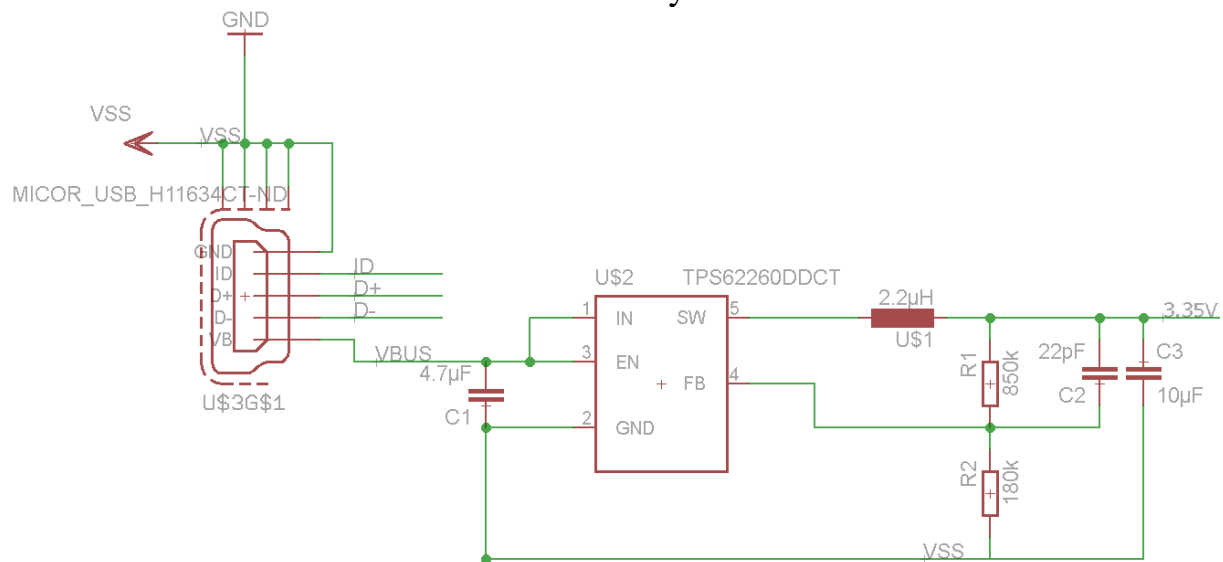 GND
VSS
VSS
MICOR_USB_H11634CT-ND
GND
ID
D+
D-
VB
ID
D+
D-
VBUS
U$3G$1
4.7µF
C1
U$2
TPS62260DDCT
1
IN
3
EN
2
GND
SW
5
FB
4
2.2µH
U$1
3.35V
R1
850k
22pF
C2
C3
10µF
R2
180k
VSS